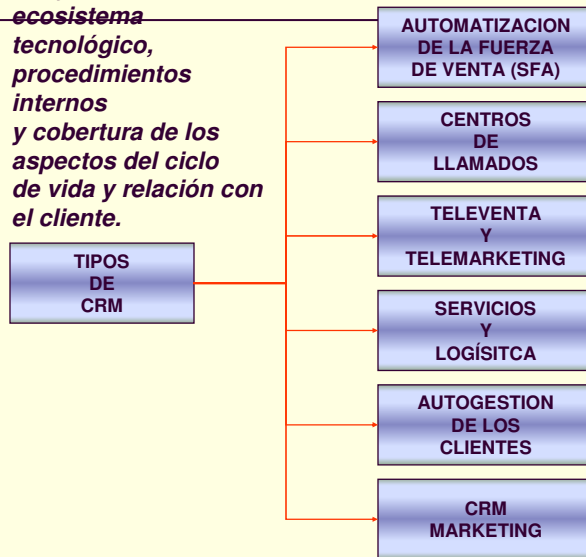 ecosistema
tecnológico,
procedimientos
internos
y cobertura de los
aspectos del ciclo
de vida y relación con
el cliente.
TIPOS
DE
CRM
AUTOMATIZACION
DE LA FUERZA
DE VENTA (SFA)
CENTROS
DE
LLAMADOS
TELEVENTA
Y
TELEMARKETING
SERVICIOS
Y
LOGÍSITCA
AUTOGESTION
DE LOS
CLIENTES
CRM
MARKETING